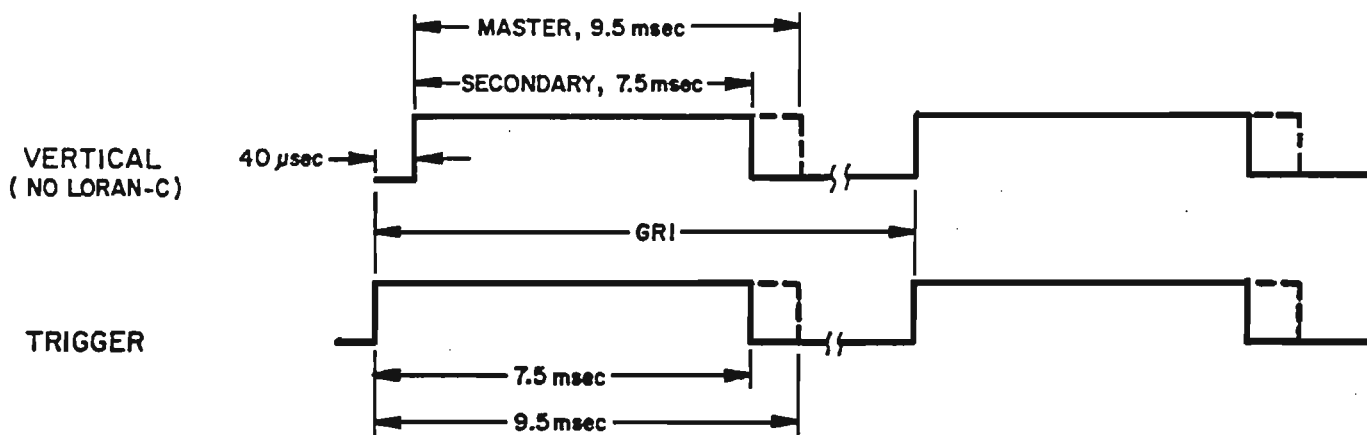 MASTER, 9.5 msec
SECONDARY, 7.5 msec
VERTICAL
( NO LORAN-C)
40 μsec
GRI
TRIGGER
7.5 msec
9.5 msec